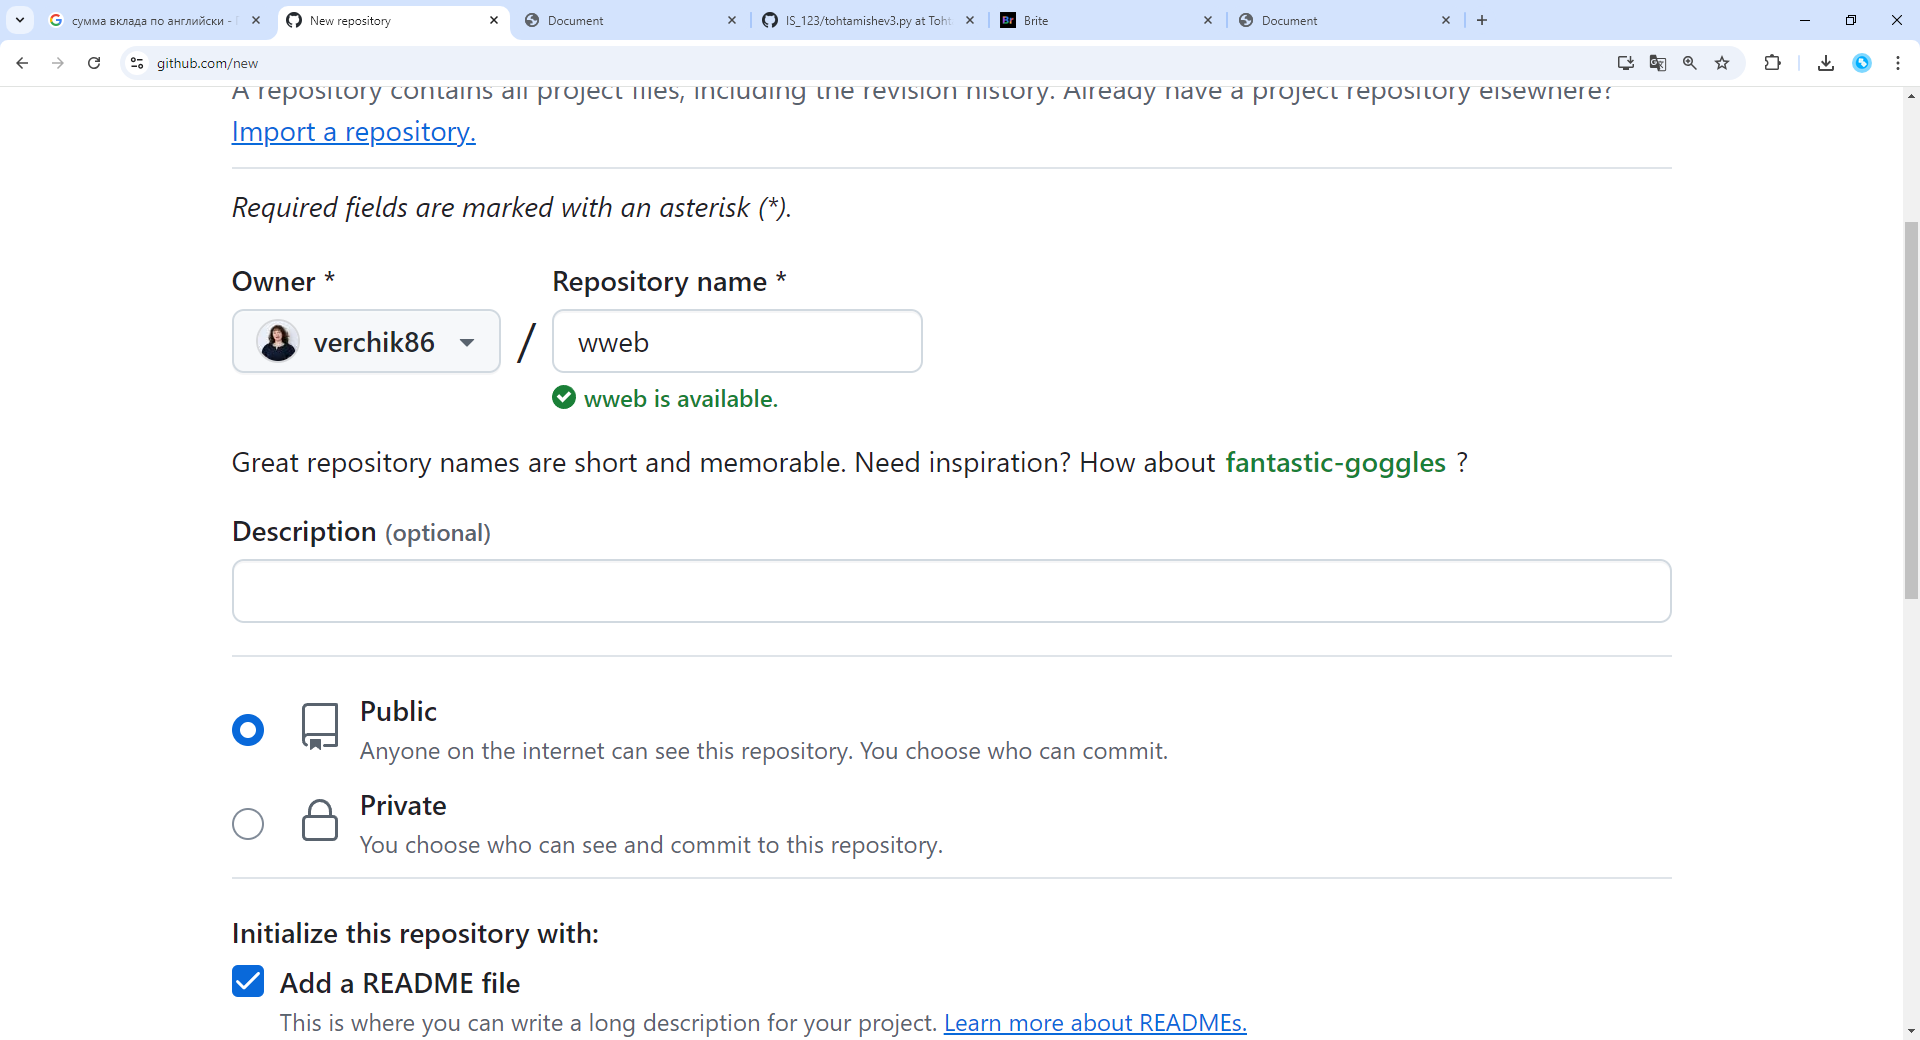 сумма вклада по английски -
New repository
Document
IS_123/tohtamishev3.py at Toht
Br Brite
Document
github.com/new
A repository contains all project files, including the revision history. Already have a project repository elsewhere?
Import a repository.
Required fields are marked with an asterisk (*).
Owner *
Repository name *
verchik86
/
wweb
wweb is available.
Great repository names are short and memorable. Need inspiration? How about fantastic-goggles ?
Description (optional)
Public
Anyone on the internet can see this repository. You choose who can commit.
Private
You choose who can see and commit to this repository.
Initialize this repository with:
Add a README file
This is where you can write a long description for your project. Learn more about READMEs.